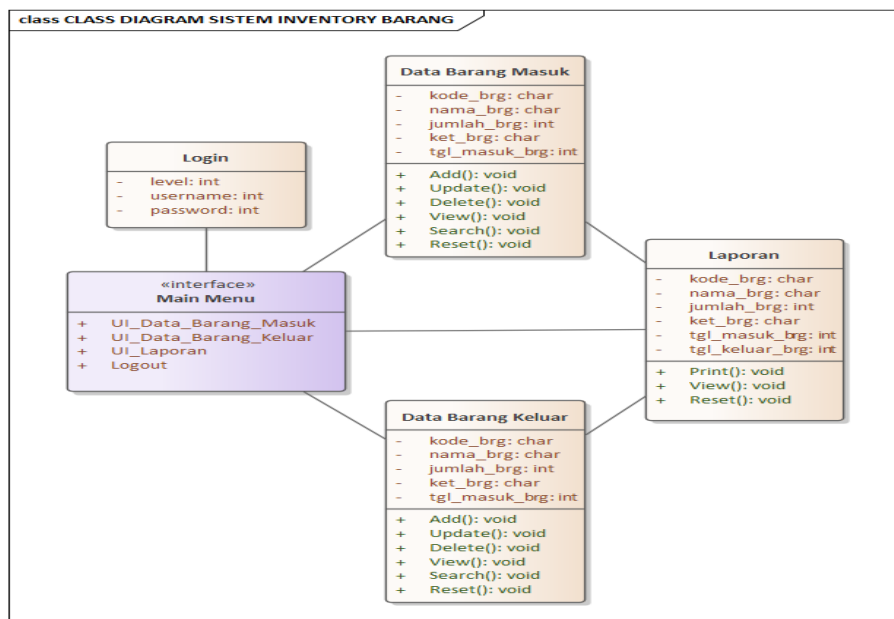 class CLASS DIAGRAM SISTEM INVENTORY BARANG
Data Barang Masuk
- kode_brg: char
- nama_brg: char
- jumlah_brg: int
- ket_brg: char
- tgl_masuk_brg: int
+ Add(): void
+ Update(): void
+ Delete(): void
+ View(): void
+ Search(): void
+ Reset(): void
Login
- level: int
- username: int
- password: int
«interface»
Main Menu
+ UI_Data_Barang_Masuk
+ UI_Data_Barang_Keluar
+ UI_Laporan
+ Logout
Laporan
- kode_brg: char
- nama_brg: char
- jumlah_brg: int
- ket_brg: char
- tgl_masuk_brg: int
- tgl_keluar_brg: int
+ Print(): void
+ View(): void
+ Reset(): void
Data Barang Keluar
- kode_brg: char
- nama_brg: char
- jumlah_brg: int
- ket_brg: char
- tgl_masuk_brg: int
+ Add(): void
+ Update(): void
+ Delete(): void
+ View(): void
+ Search(): void
+ Reset(): void